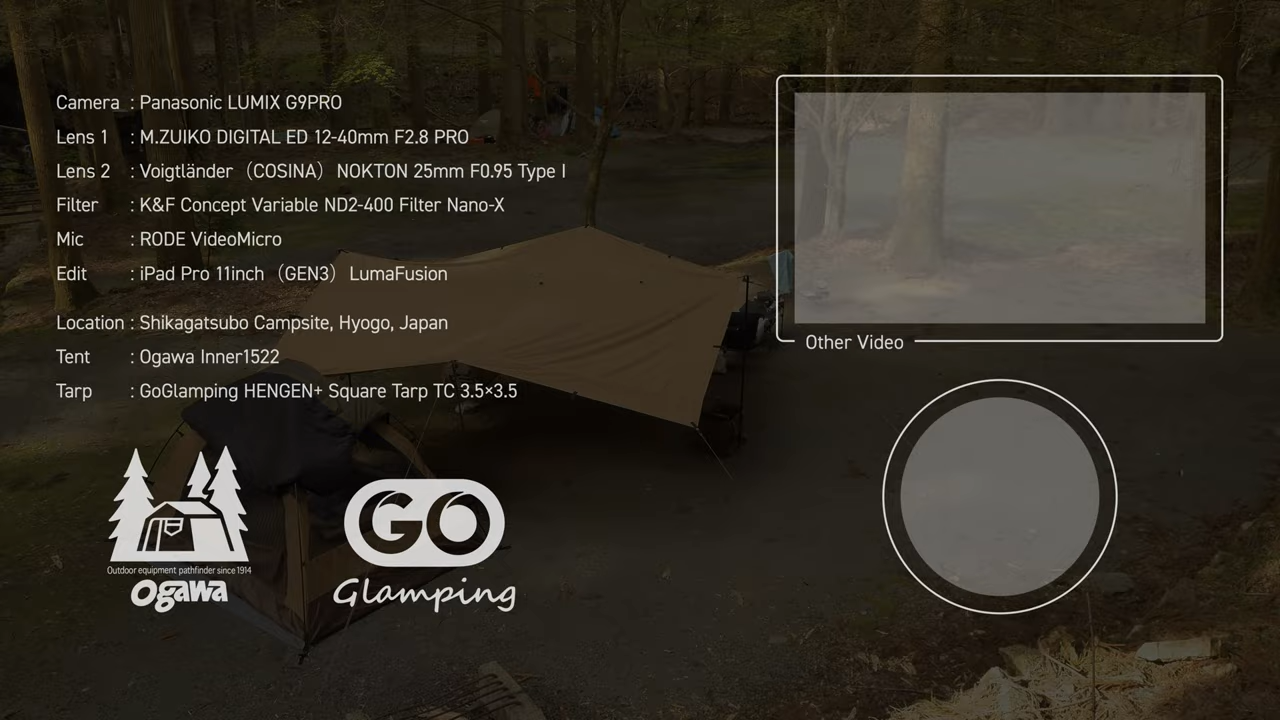 Camera : Panasonic LUMIX G9PRO
Lens 1 : M.ZUIKO DIGITAL ED 12-40mm F2.8 PRO
Lens 2 : Voigtländer（COSINA）NOKTON 25mm F0.95 Type I
Filter : K&F Concept Variable ND2-400 Filter Nano-X
Mic : RODE VideoMicro
Edit : iPad Pro 11inch（GEN3）LumaFusion
Location : Shikagatsubo Campsite, Hyogo, Japan
Tent : Ogawa Inner1522
Tarp : GoGlamping HENGEN+ Square Tarp TC 3.5×3.5
Outdoor equipment pathfinder since 1914
Ogawa
GO
Glamping
Other Video